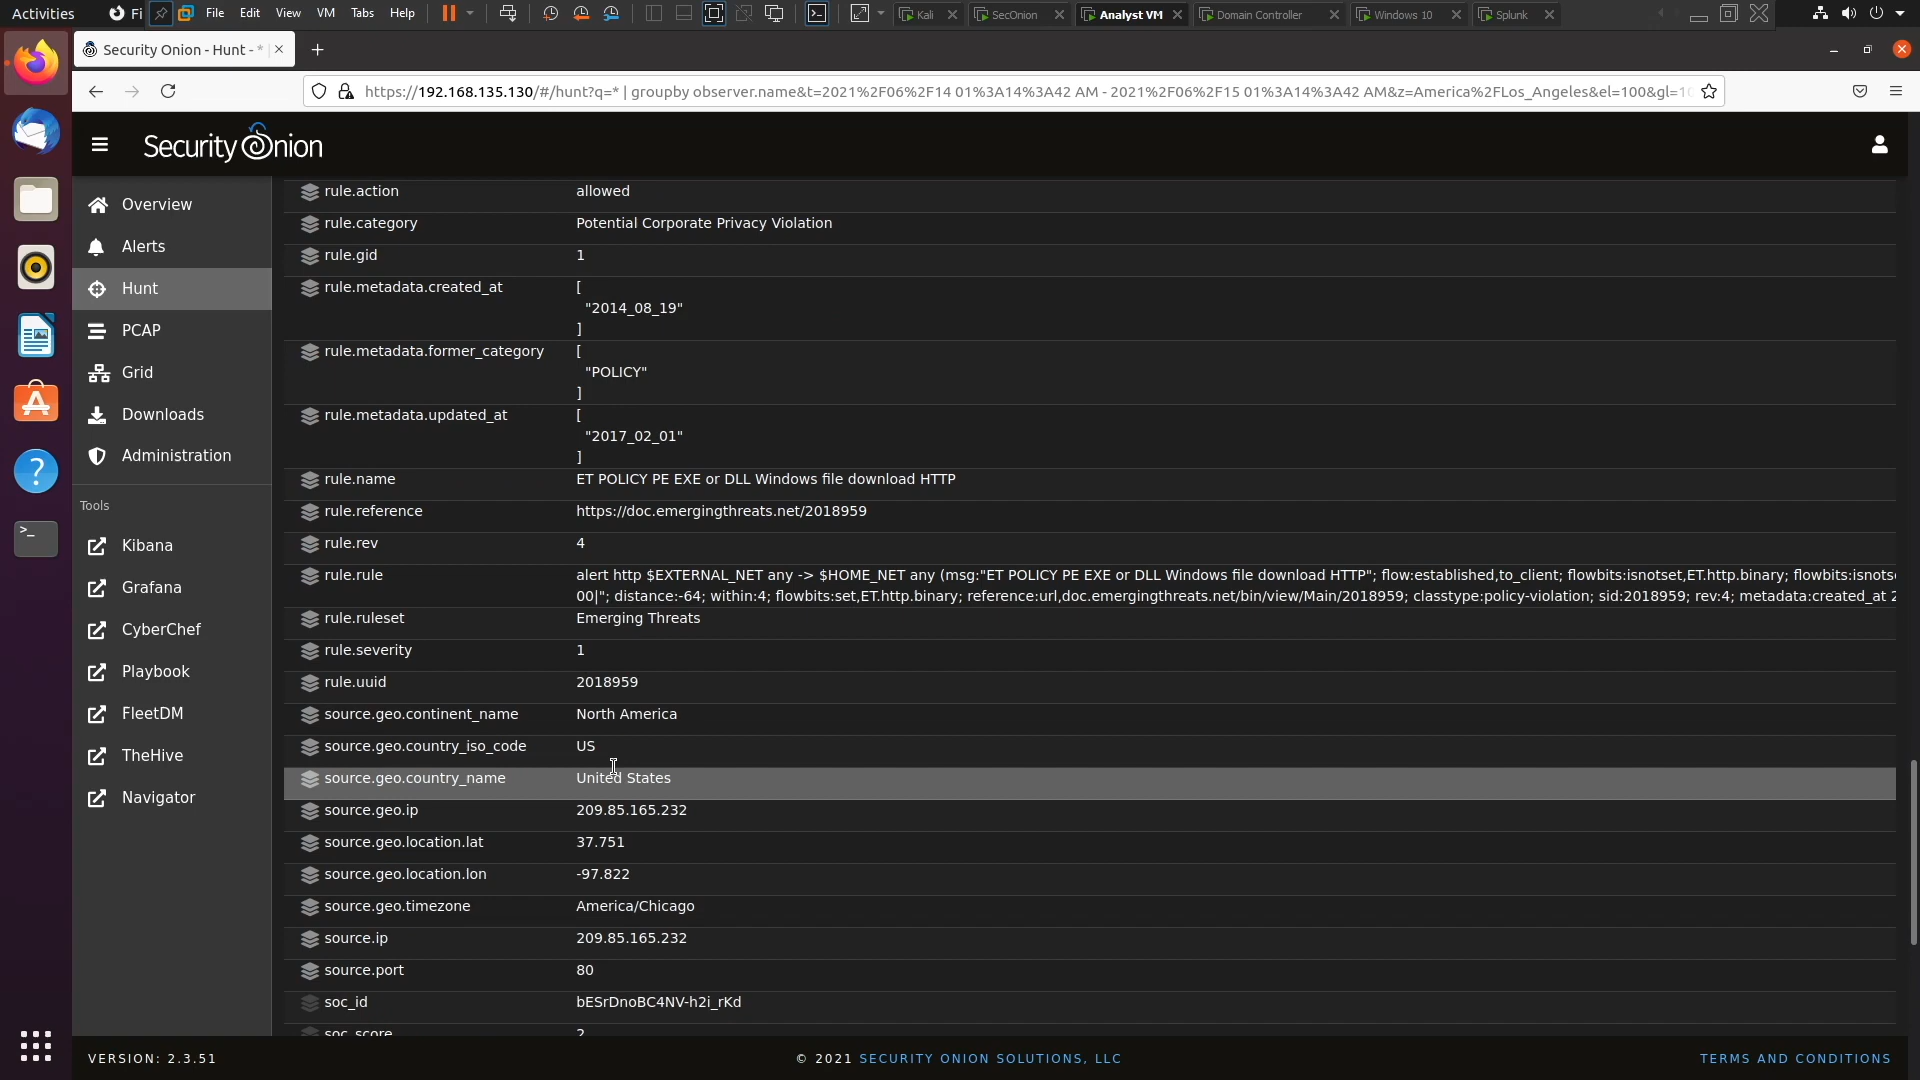 Activities
Fi
File Edit View VM Tabs Help
Kali
SecOnion
Analyst VM
Domain Controller
Windows 10
Splunk
Security Onion - Hunt - *
https://192.168.135.130/#/hunt?q=* | groupby observer.name&t=2021%2F06%2F14 01%3A14%3A42 AM - 2021%2F06%2F15 01%3A14%3A42 AM&z=America%2FLos_Angeles&el=100&gl=1
Security Onion
Overview
Alerts
Hunt
PCAP
Grid
Downloads
Administration
Tools
Kibana
Grafana
CyberChef
Playbook
FleetDM
TheHive
Navigator
rule.action allowed
rule.category Potential Corporate Privacy Violation
rule.gid 1
rule.metadata.created_at [
"2014_08_19"
]
rule.metadata.former_category [
"POLICY"
]
rule.metadata.updated_at [
"2017_02_01"
]
rule.name ET POLICY PE EXE or DLL Windows file download HTTP
rule.reference https://doc.emergingthreats.net/2018959
rule.rev 4
rule.rule alert http $EXTERNAL_NET any -> $HOME_NET any (msg:"ET POLICY PE EXE or DLL Windows file download HTTP"; flow:established,to_client; flowbits:isnotset,ET.http.binary; flowbits:isnotse
00|"; distance:-64; within:4; flowbits:set,ET.http.binary; reference:url,doc.emergingthreats.net/bin/view/Main/2018959; classtype:policy-violation; sid:2018959; rev:4; metadata:created_at 2
rule.ruleset Emerging Threats
rule.severity 1
rule.uuid 2018959
source.geo.continent_name North America
source.geo.country_iso_code US
source.geo.country_name United States
source.geo.ip 209.85.165.232
source.geo.location.lat 37.751
source.geo.location.lon -97.822
source.geo.timezone America/Chicago
source.ip 209.85.165.232
source.port 80
soc_id bESrDnoBC4NV-h2i_rKd
soc_score 2
VERSION: 2.3.51
© 2021 SECURITY ONION SOLUTIONS, LLC
TERMS AND CONDITIONS